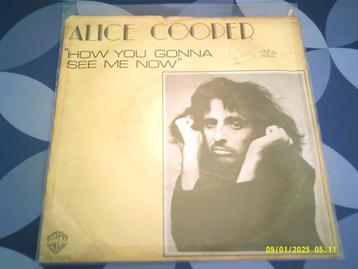 ALICE COOPER
"HOW YOU GONNA
SEE ME NOW"
09/01/2025 05:11